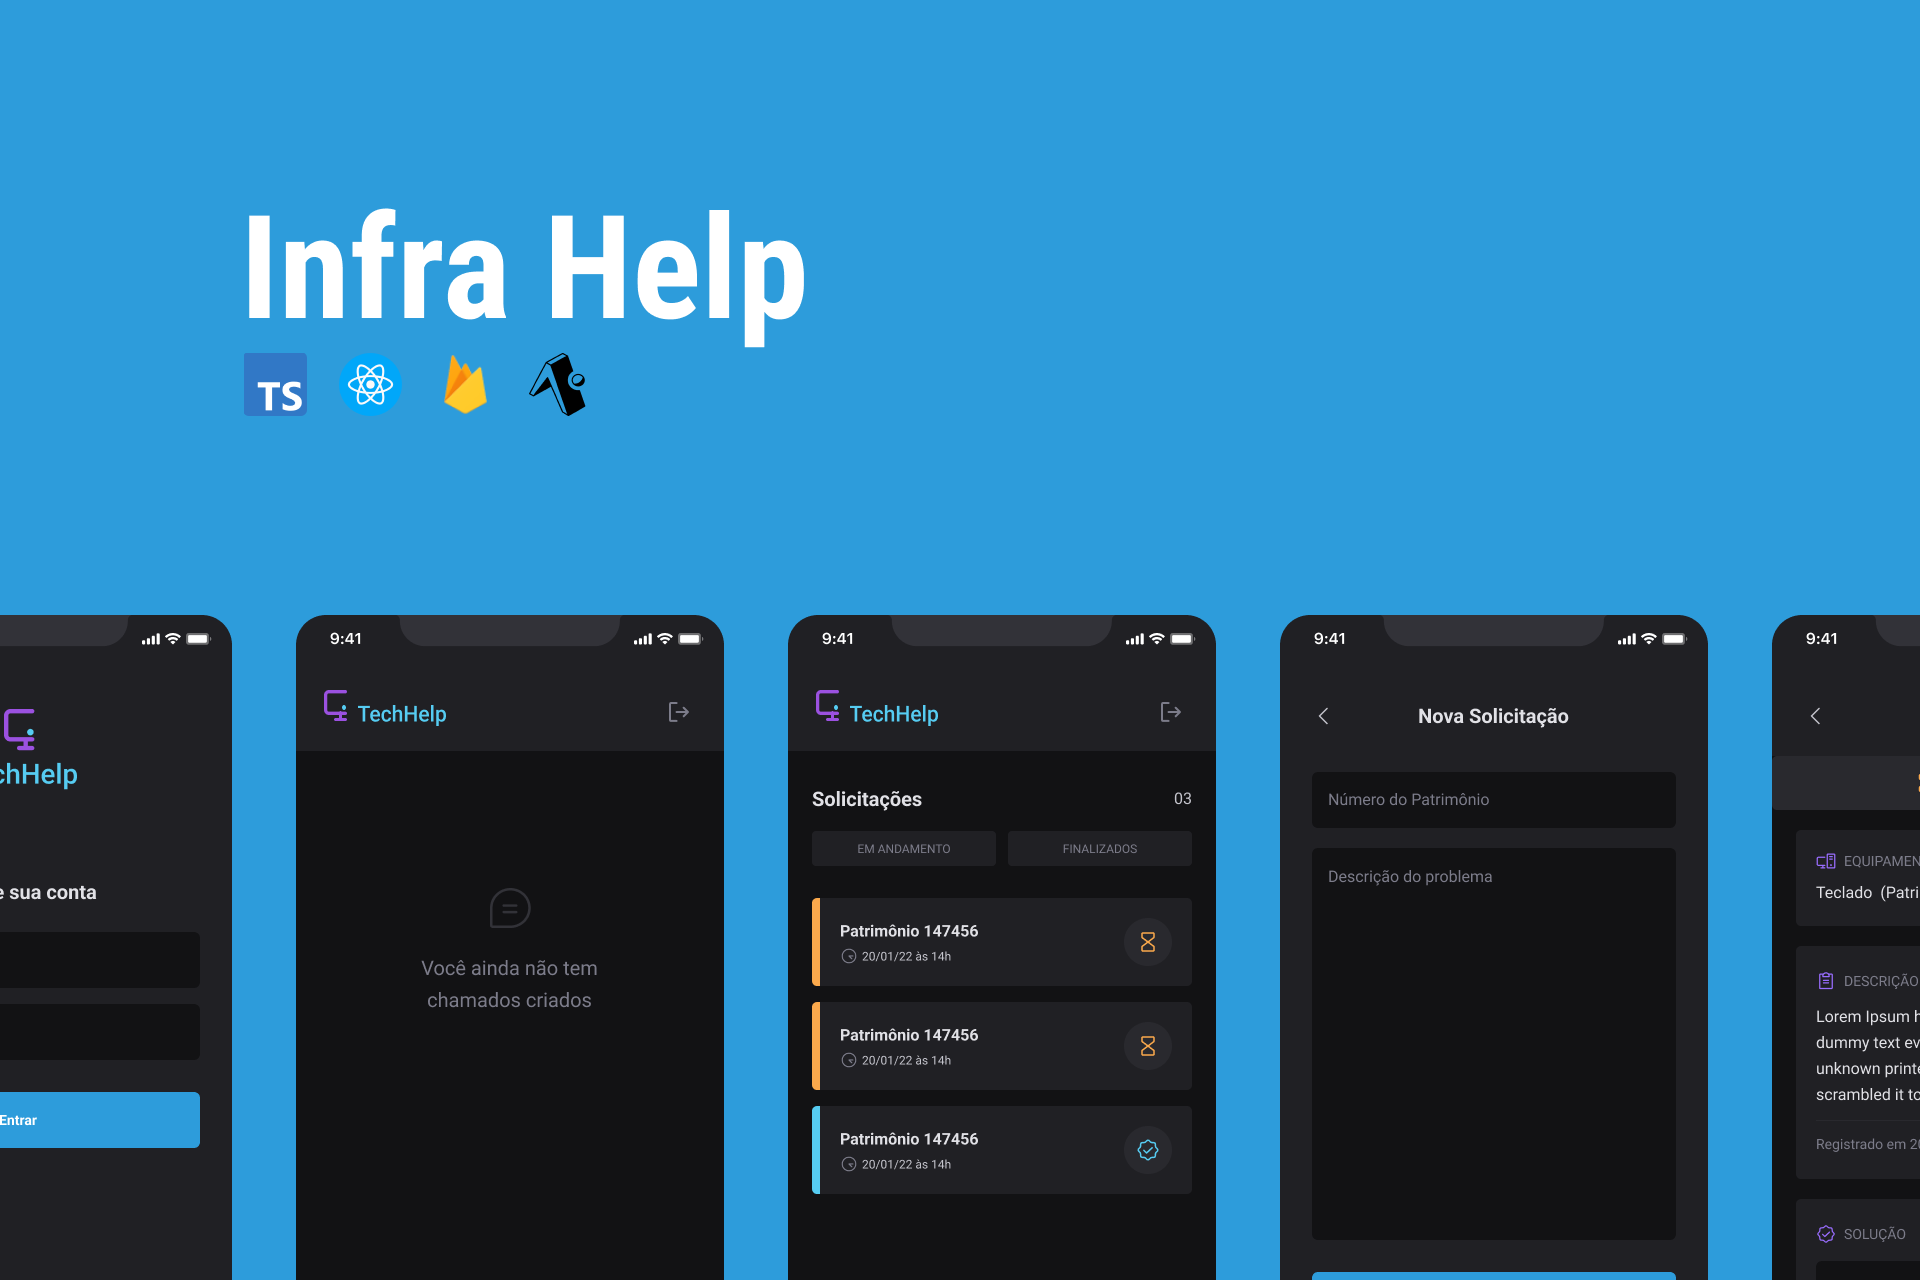 Infra Help
TS
chHelp
e sua conta
Entrar
9:41
TechHelp
Você ainda não tem
chamados criados
9:41
TechHelp
Solicitações
03
EM ANDAMENTO
FINALIZADOS
Patrimônio 147456
20/01/22 às 14h
Patrimônio 147456
20/01/22 às 14h
Patrimônio 147456
20/01/22 às 14h
9:41
Nova Solicitação
Número do Patrimônio
Descrição do problema
9:41
EQUIPAMEN
Teclado (Patri
DESCRIÇÃO
Lorem Ipsum h
dummy text ev
unknown printe
scrambled it to
Registrado em 20
SOLUÇÃO